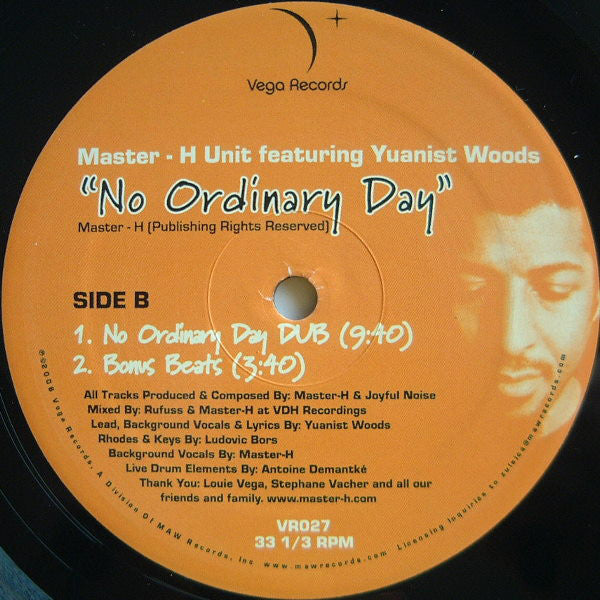 Vega Records
Master - H Unit featuring Yuanist Woods
"No Ordinary Day"
Master - H (Publishing Rights Reserved)
SIDE B
1. No Ordinary Day DUB (9:40)
2. Bonus Beats (3:40)
All Tracks Produced & Composed By: Master-H & Joyful Noise
Mixed By: Rufuss & Master-H at VDH Recordings
Lead, Background Vocals & Lyrics By: Yuanist Woods
Rhodes & Keys By: Ludovic Bors
Background Vocals By: Master-H
Live Drum Elements By: Antoine Demantké
Thank You: Louie Vega, Stephane Vacher and all our
friends and family. www.master-h.com
VR027
33 1/3 RPM
℗©2008 Vega Records, A Division Of MAW Records, Inc www.mawrecords.com Licensing Inquiries to zulaica@mawrecords.com